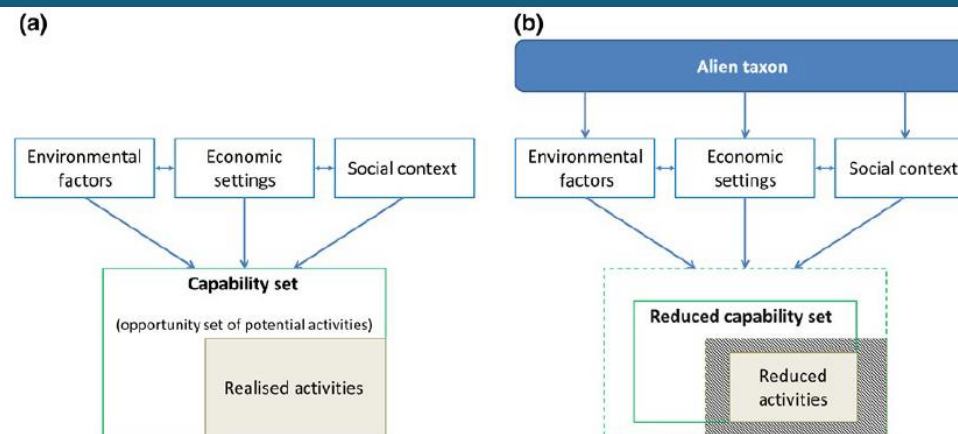 (a)
Environmental
factors
Economic
settings
Social context
Capability set
(opportunity set of potential activities)
Realised activities
(b)
Alien taxon
Environmental
factors
Economic
settings
Social context
Reduced capability set
Reduced
activities